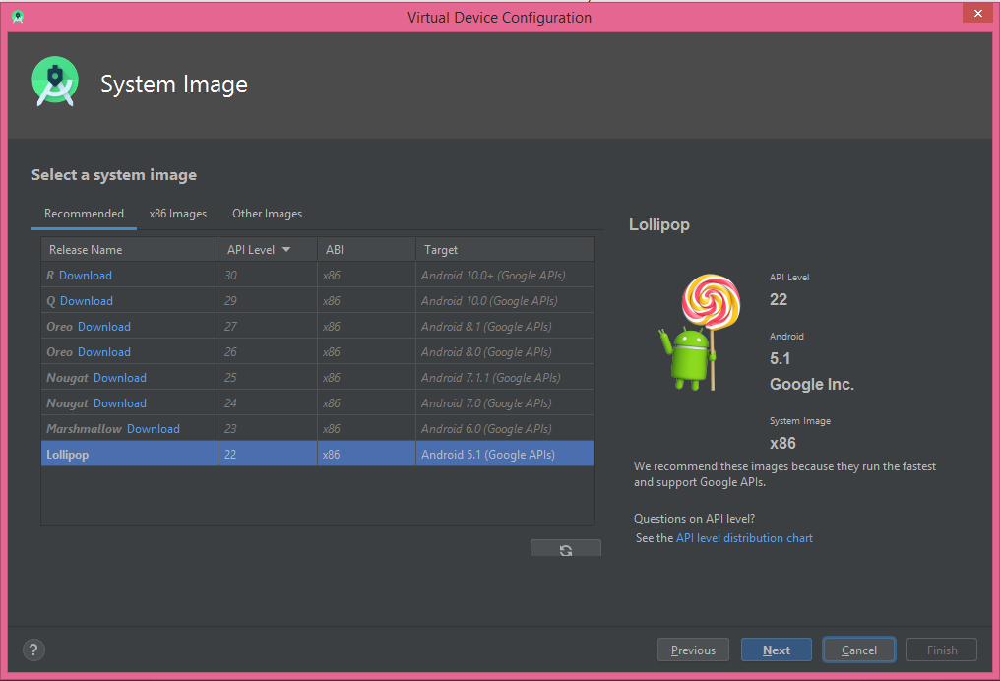 Virtual Device Configuration
System Image
Select a system image
Recommended x86 Images Other Images
Release Name API Level ABI Target
R Download 30 x86 Android 10.0+ (Google APIs)
Q Download 29 x86 Android 10.0 (Google APIs)
Oreo Download 27 x86 Android 8.1 (Google APIs)
Oreo Download 26 x86 Android 8.0 (Google APIs)
Nougat Download 25 x86 Android 7.1.1 (Google APIs)
Nougat Download 24 x86 Android 7.0 (Google APIs)
Marshmallow Download 23 x86 Android 6.0 (Google APIs)
Lollipop 22 x86 Android 5.1 (Google APIs)
Lollipop
API Level
22
Android
5.1
Google Inc.
System Image
x86
We recommend these images because they run the fastest
and support Google APIs.
Questions on API level?
See the API level distribution chart
? Previous Next Cancel Finish